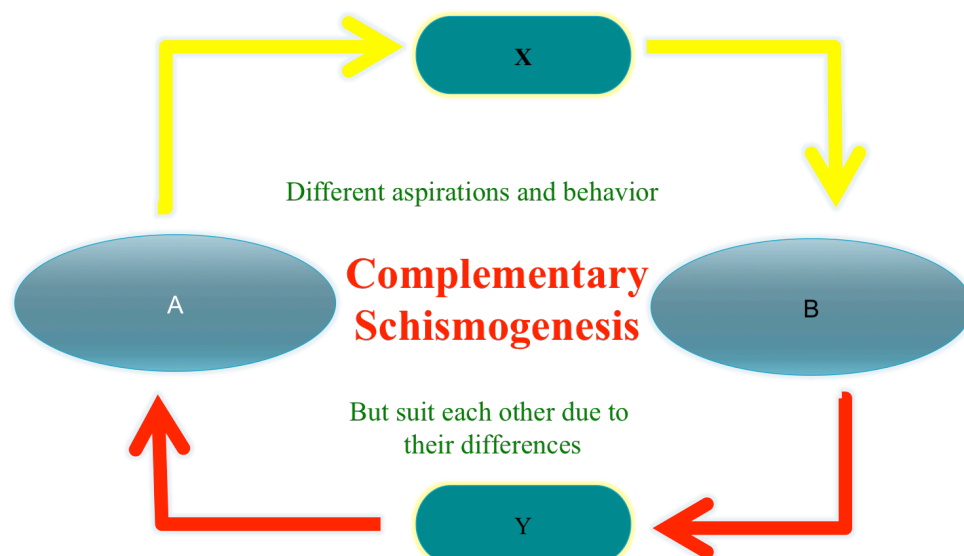 X
Different aspirations and behavior
Complementary
Schismogenesis
A
B
But suit each other due to
their differences
Y